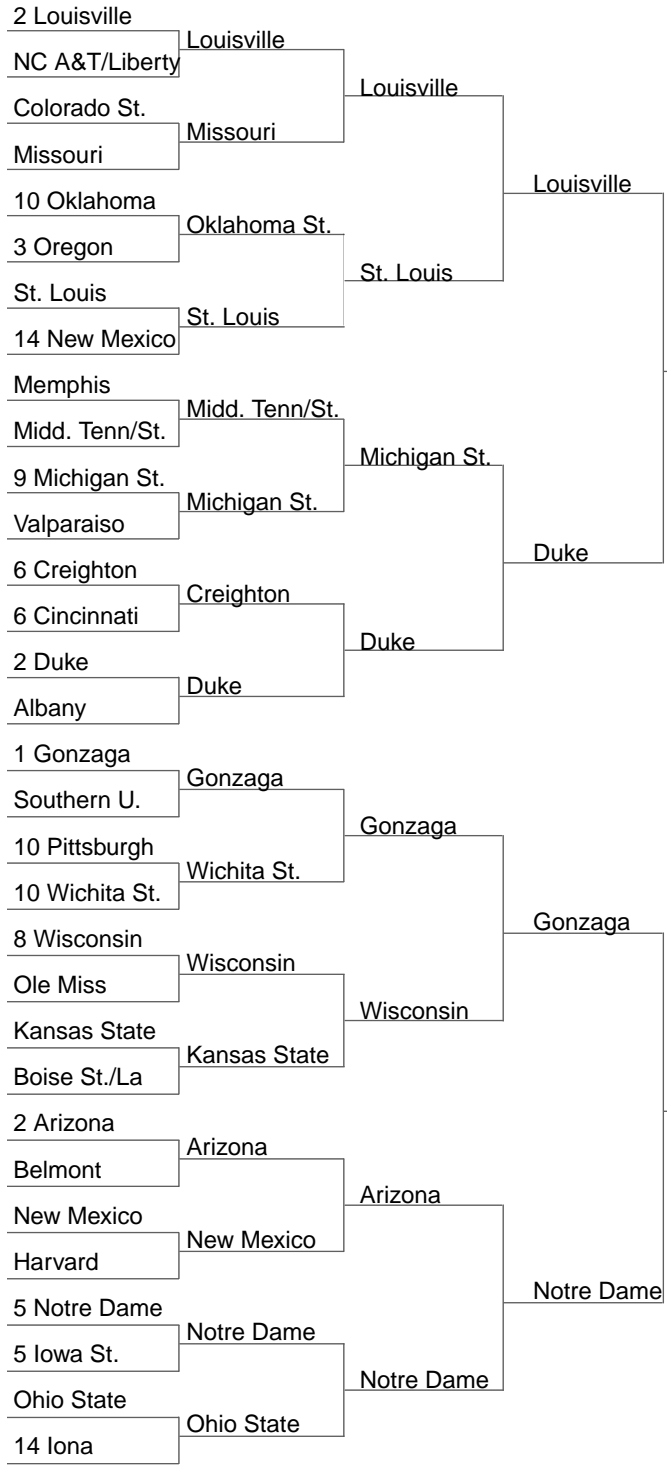 2 Louisville
NC A&T/Liberty
Colorado St.
Missouri
10 Oklahoma
3 Oregon
St. Louis
14 New Mexico
Memphis
Midd. Tenn/St.
9 Michigan St.
Valparaiso
6 Creighton
6 Cincinnati
2 Duke
Albany
1 Gonzaga
Southern U.
10 Pittsburgh
10 Wichita St.
8 Wisconsin
Ole Miss
Kansas State
Boise St./La
2 Arizona
Belmont
New Mexico
Harvard
5 Notre Dame
5 Iowa St.
Ohio State
14 Iona
Louisville
Missouri
Oklahoma St.
St. Louis
Midd. Tenn/St.
Michigan St.
Creighton
Duke
Gonzaga
Wichita St.
Wisconsin
Kansas State
Arizona
New Mexico
Notre Dame
Ohio State
Louisville
St. Louis
Michigan St.
Duke
Gonzaga
Wisconsin
Arizona
Notre Dame
Louisville
Duke
Gonzaga
Notre Dame